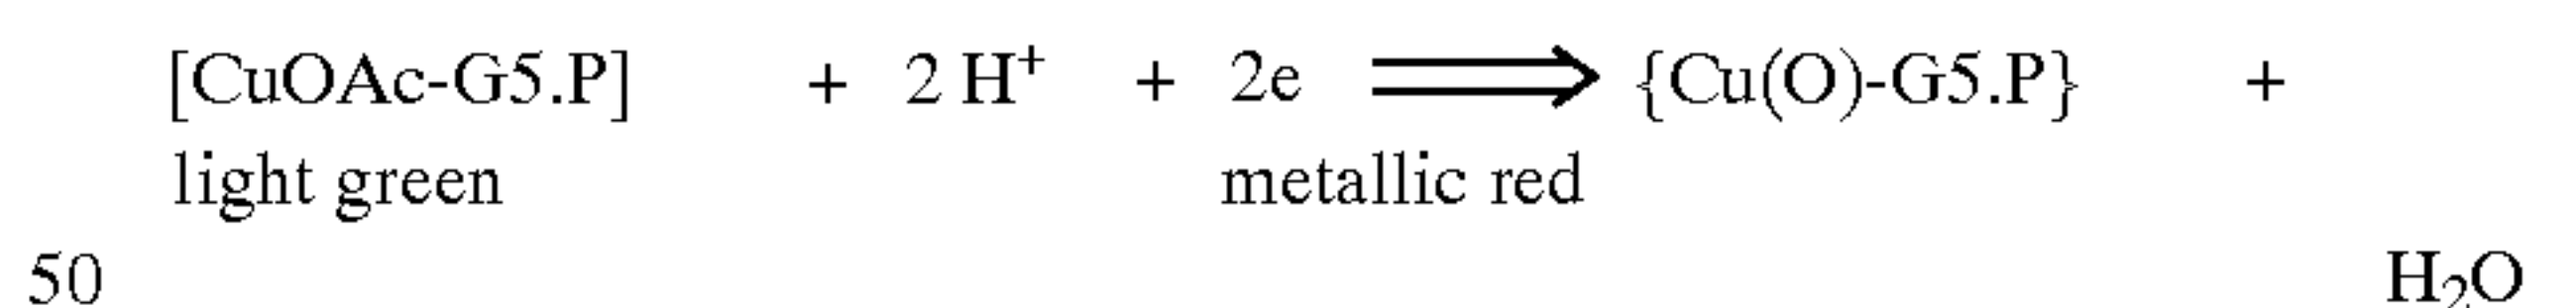 [CuOAc-G5.P] + 2 H⁺ + 2e ⟹ {Cu(O)-G5.P} +
light green metallic red
50 H₂O